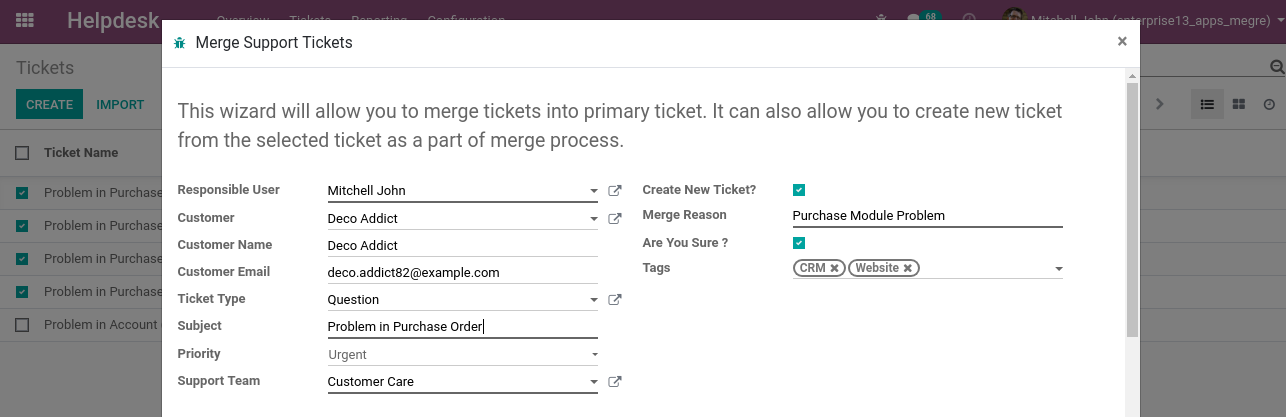 Helpdesk Overview Tickets Reporting Configuration 68 Mitchell John (enterprise13_apps_megre)
Merge Support Tickets ×
Tickets
CREATE IMPORT
This wizard will allow you to merge tickets into primary ticket. It can also allow you to create new ticket
from the selected ticket as a part of merge process.
Ticket Name
Problem in Purchase
Problem in Purchase
Problem in Purchase
Problem in Purchase
Problem in Account
Responsible User Mitchell John
Customer Deco Addict
Customer Name Deco Addict
Customer Email deco.addict82@example.com
Ticket Type Question
Subject Problem in Purchase Order
Priority Urgent
Support Team Customer Care
Create New Ticket?
Merge Reason Purchase Module Problem
Are You Sure ?
Tags CRM Website